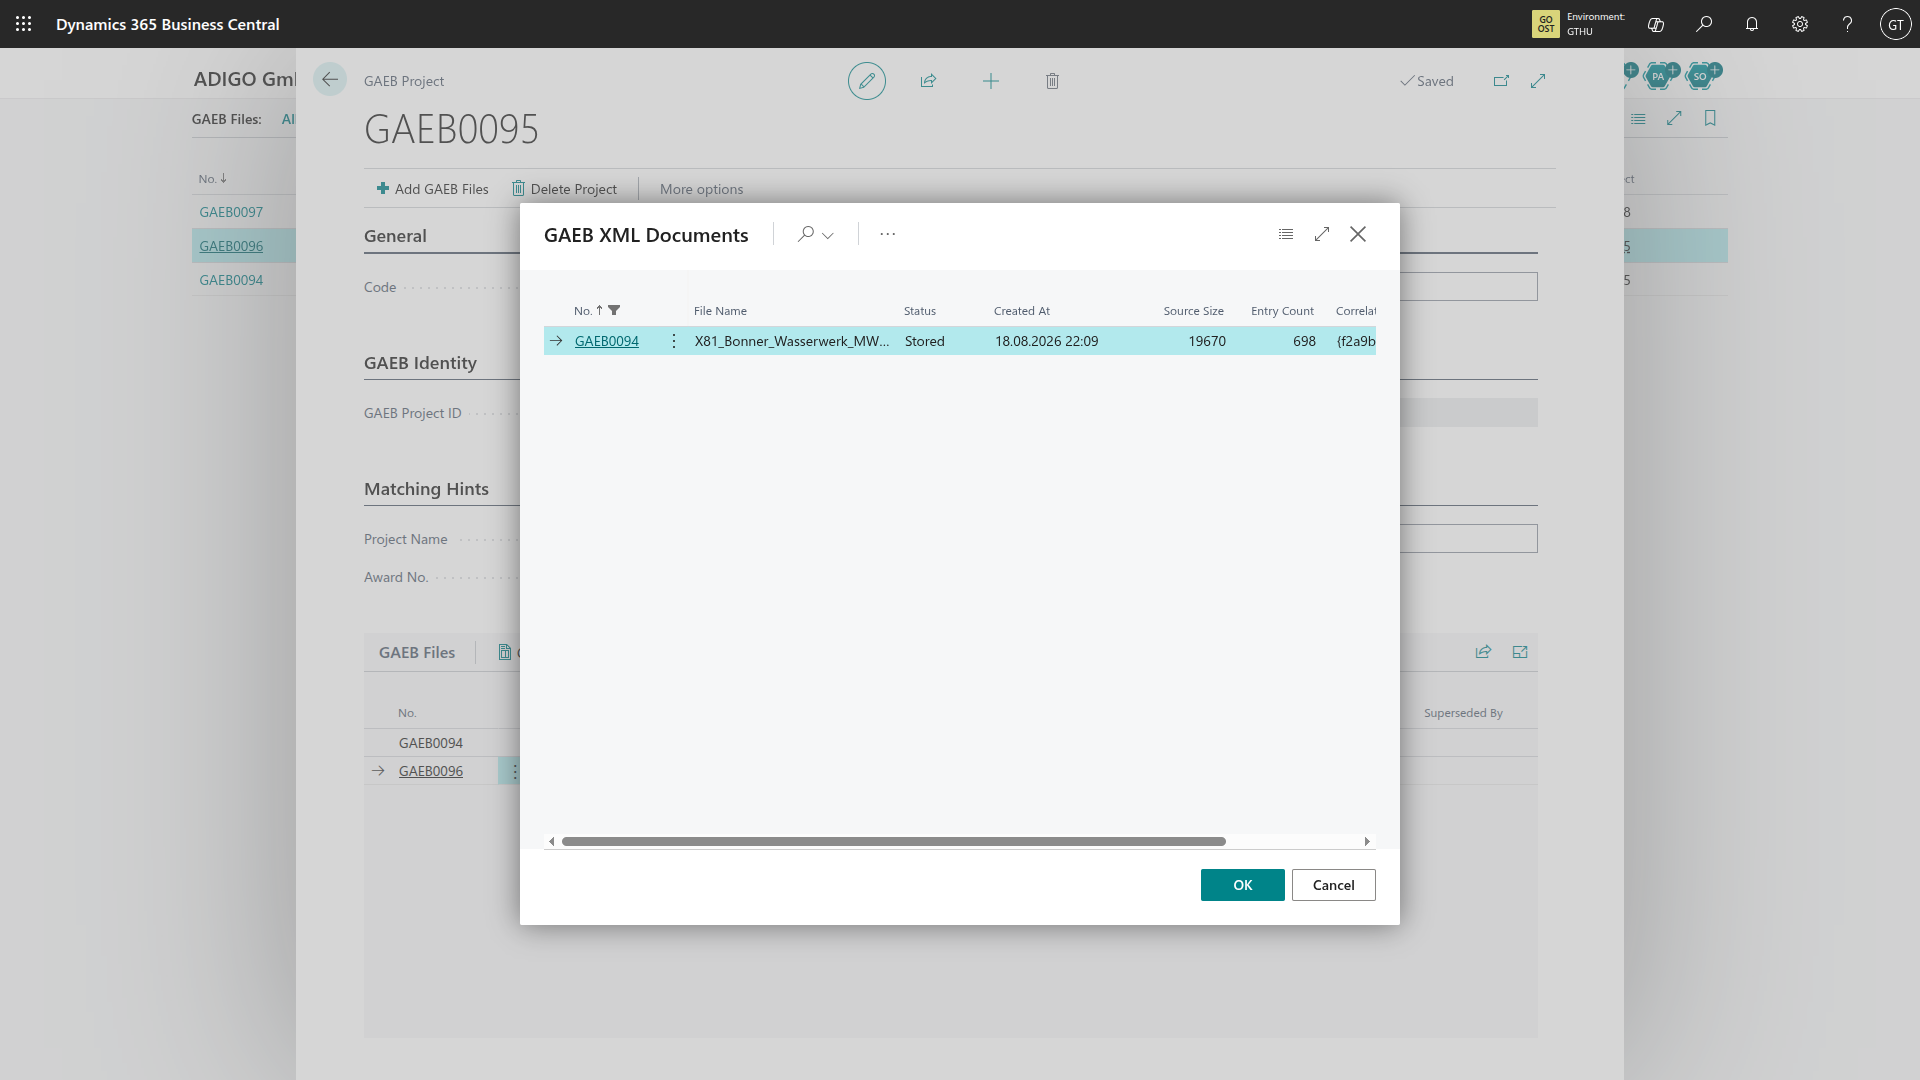 Dynamics 365 Business Central
GO
OST
Environment:
GTHU
GT
ADIGO
GAEB Project
Saved
PA
SO
GAEB Files:
GAEB0095
No.
Add GAEB Files
Delete Project
More options
GAEB0097
8
GAEB0096
5
GAEB0094
5
General
Code
GAEB Identity
GAEB Project ID
Matching Hints
Project Name
Award No.
GAEB Files
No.
Superseded By
GAEB0094
GAEB0096
GAEB XML Documents
No.
File Name
Status
Created At
Source Size
Entry Count
Correlat
GAEB0094
X81_Bonner_Wasserwerk_MW...
Stored
18.08.2026 22:09
19670
698
{f2a9b
OK
Cancel